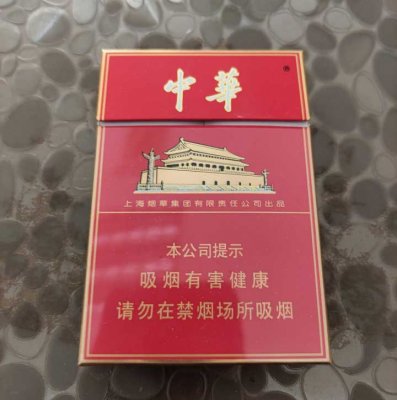 中華®
上海烟草集团有限责任公司出品
本公司提示
吸烟有害健康
请勿在禁烟场所吸烟